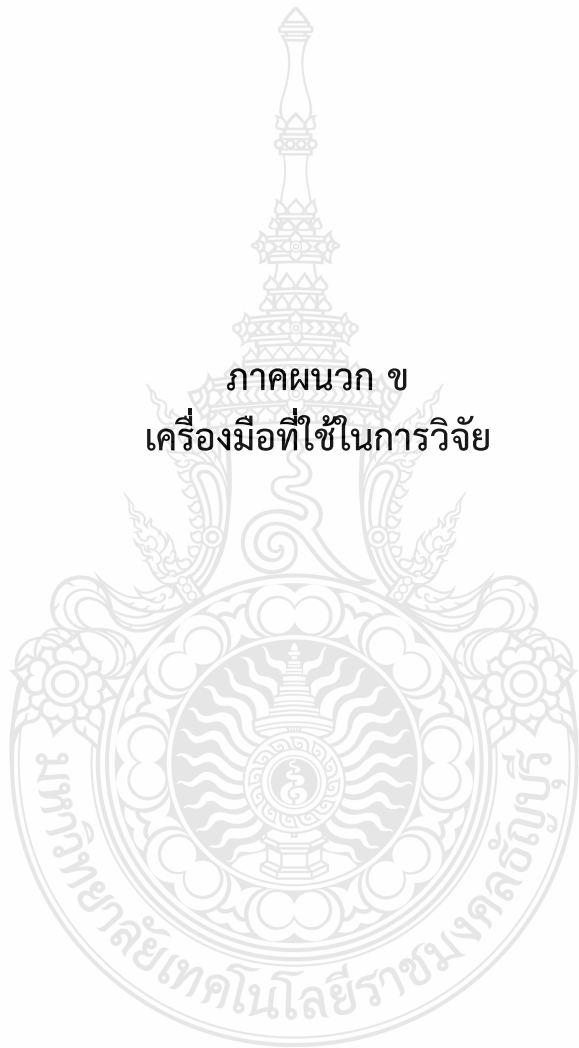 ภาคผนวก ข
เครื่องมือที่ใช้ในการวิจัย
มหาวิทยาลัยเทคโนโลยีราชมงคลธัญบุรี